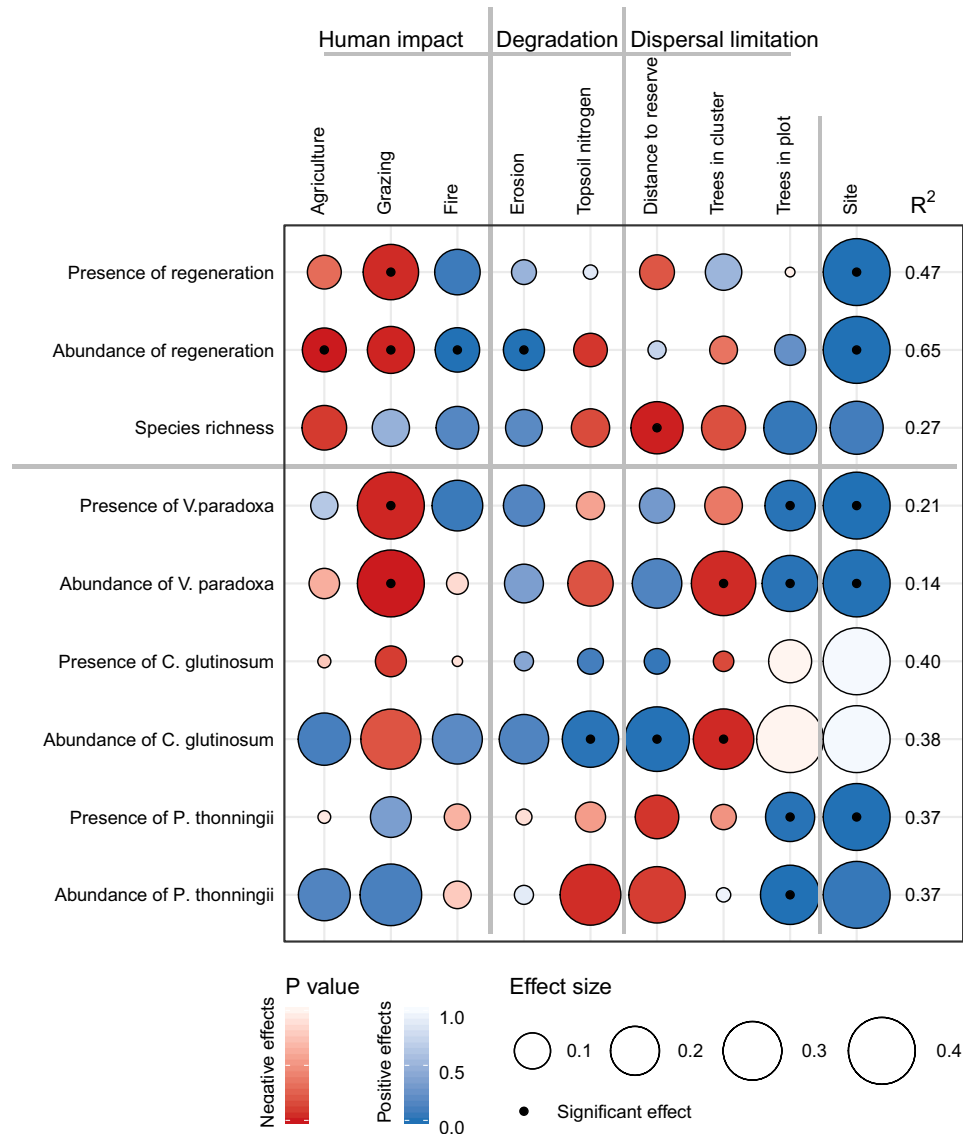 Human impact Degradation Dispersal limitation
Agriculture Grazing Fire Erosion Topsoil nitrogen Distance to reserve Trees in cluster Trees in plot Site R²
Presence of regeneration 0.47
Abundance of regeneration 0.65
Species richness 0.27
Presence of V.paradoxa 0.21
Abundance of V. paradoxa 0.14
Presence of C. glutinosum 0.40
Abundance of C. glutinosum 0.38
Presence of P. thonningii 0.37
Abundance of P. thonningii 0.37
P value
Negative effects
Positive effects
1.0
0.5
0.0
Effect size
0.1 0.2 0.3 0.4
Significant effect